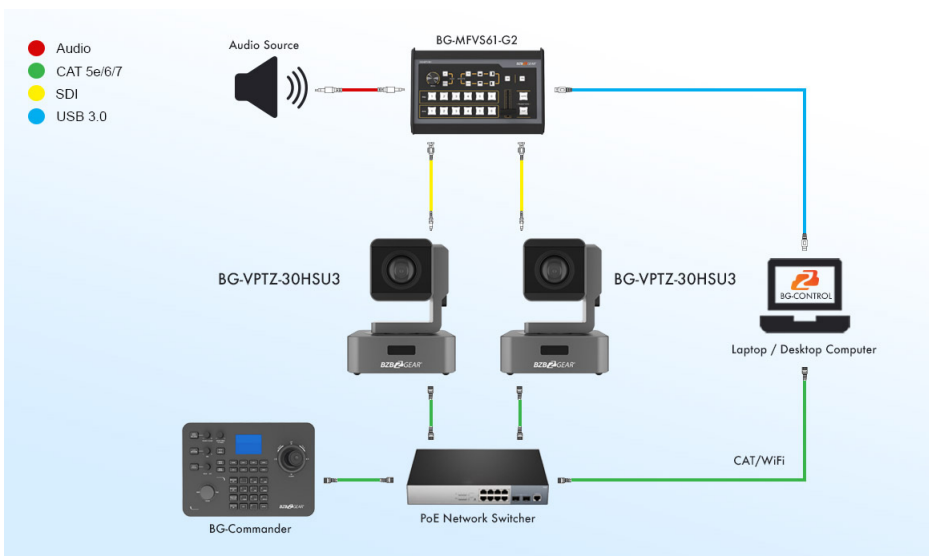 Audio
CAT 5e/6/7
SDI
USB 3.0
Audio Source
BG-MFVS61-G2
BG-VPTZ-30HSU3
BG-VPTZ-30HSU3
BZBGEAR
BZBGEAR
BG-CONTROL
Laptop / Desktop Computer
CAT/WiFi
BZBGEAR
BG-Commander
PoE Network Switcher